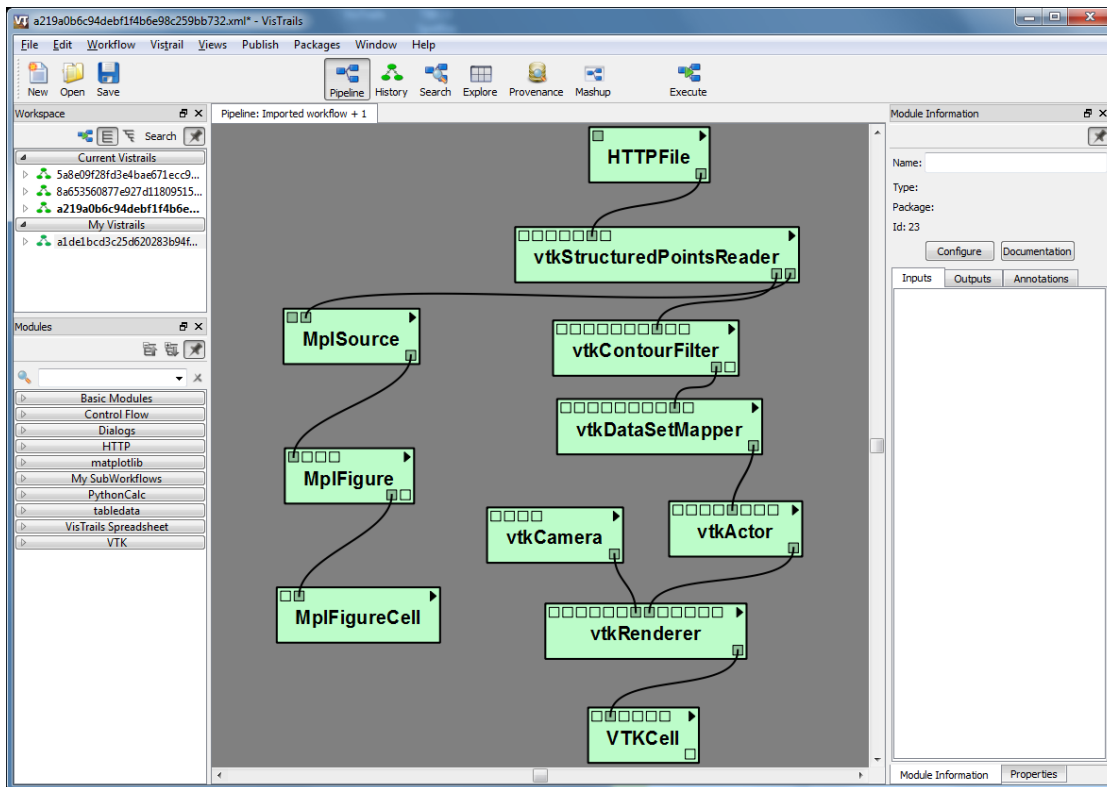 a219a0b6c94debf1f4b6e98c259bb732.xml* - VisTrails
File Edit Workflow Vistrail Views Publish Packages Window Help
New Open Save Pipeline History Search Explore Provenance Mashup Execute
Workspace
Search
Current Vistrails
5a8e09f28fd3e4bae671ecc9...
8a653560877e927d11809515...
a219a0b6c94debf1f4b6e...
My Vistrails
a1de1bcd3c25d620283b94f...
Modules
Basic Modules
Control Flow
Dialogs
HTTP
matplotlib
My SubWorkflows
PythonCalc
tabledata
VisTrails Spreadsheet
VTK
Pipeline: Imported workflow + 1
HTTPFile
vtkStructuredPointsReader
MplSource
vtkContourFilter
vtkDataSetMapper
MplFigure
vtkCamera
vtkActor
MplFigureCell
vtkRenderer
VTKCell
Module Information
Name:
Type:
Package:
Id: 23
Configure Documentation
Inputs Outputs Annotations
Module Information Properties